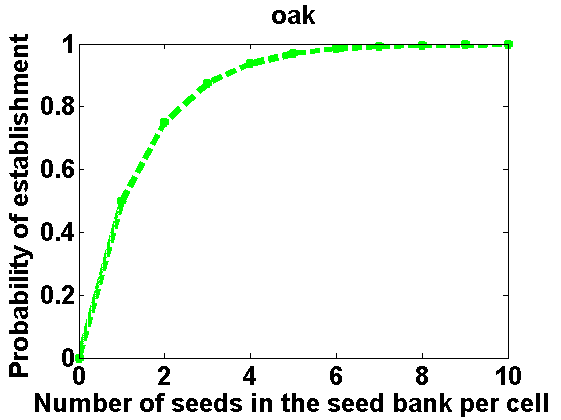 oak
Probability of establishment
1
0.8
0.6
0.4
0.2
0
0 2 4 6 8 10
Number of seeds in the seed bank per cell